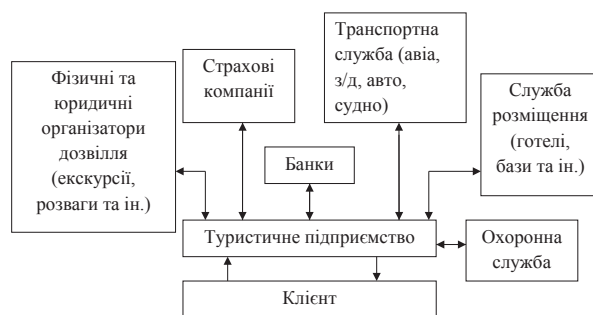 Фізичні та
юридичні
організатори
дозвілля
(екскурсії,
розваги та ін.)
Страхові
компанії
Транспортна
служба (авіа,
з/д, авто,
судно)
Служба
розміщення
(готелі,
бази та ін.)
Банки
Туристичне підприємство
Охоронна
служба
Клієнт